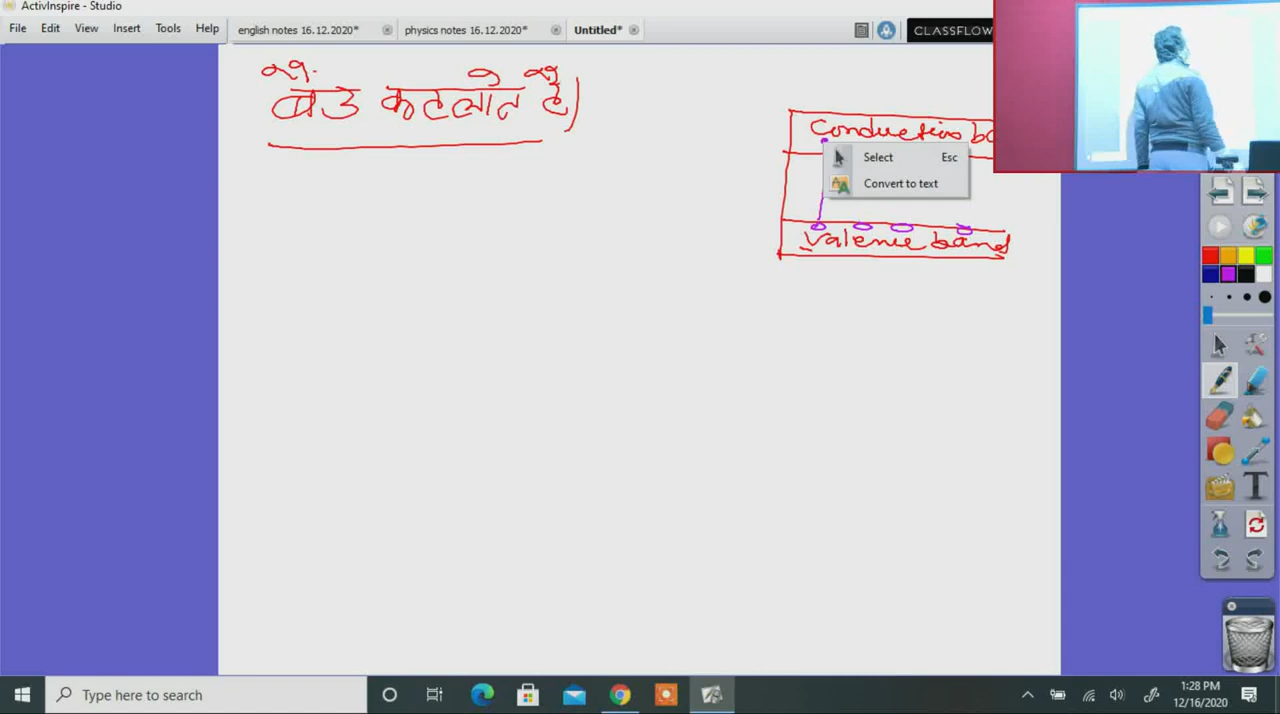 ActivInspire - Studio
File Edit View Insert Tools Help
english notes 16.12.2020*
physics notes 16.12.2020*
Untitled*
CLASSFLOW
कहलाते हैं)
Conduction
Select Esc
Convert to text
Valence band
Type here to search
1:28 PM
12/16/2020